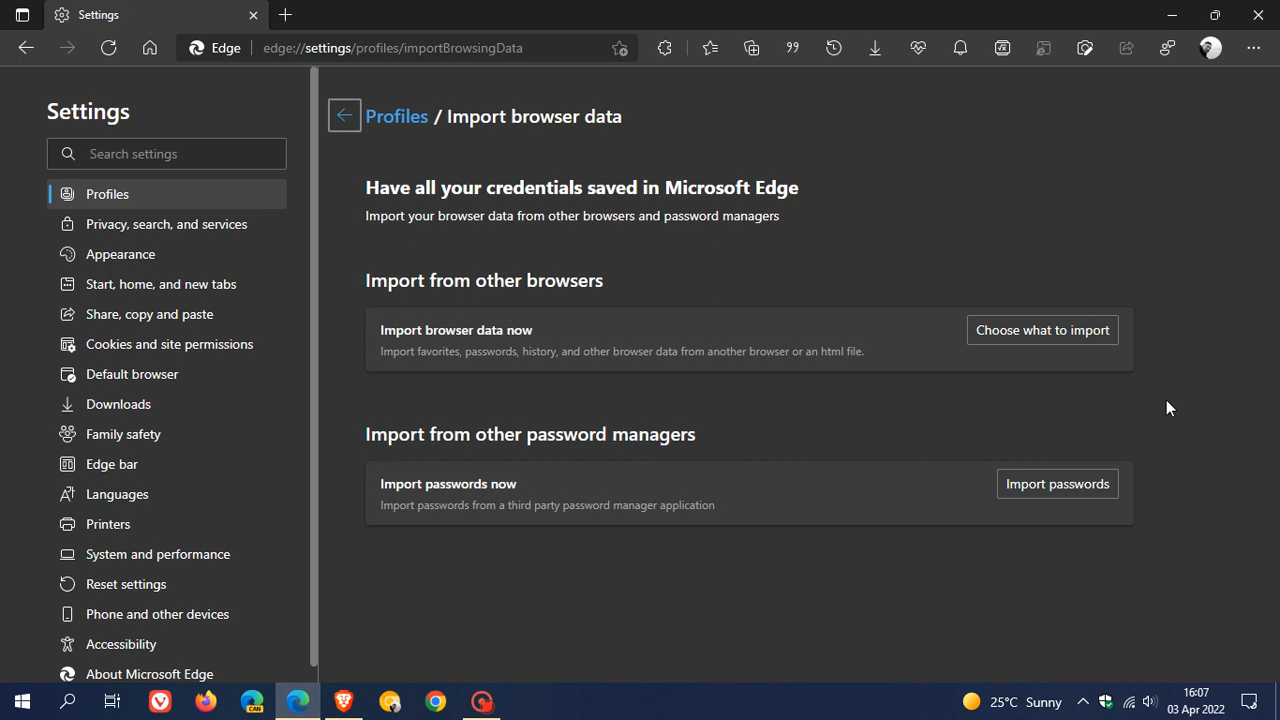 Settings
Edge
edge://settings/profiles/importBrowsingData
Settings
Search settings
Profiles
Privacy, search, and services
Appearance
Start, home, and new tabs
Share, copy and paste
Cookies and site permissions
Default browser
Downloads
Family safety
Edge bar
Languages
Printers
System and performance
Reset settings
Phone and other devices
Accessibility
About Microsoft Edge
Profiles / Import browser data
Have all your credentials saved in Microsoft Edge
Import your browser data from other browsers and password managers
Import from other browsers
Import browser data now
Choose what to import
Import favorites, passwords, history, and other browser data from another browser or an html file.
Import from other password managers
Import passwords now
Import passwords
Import passwords from a third party password manager application
CAN
25°C Sunny
16:07
03 Apr 2022